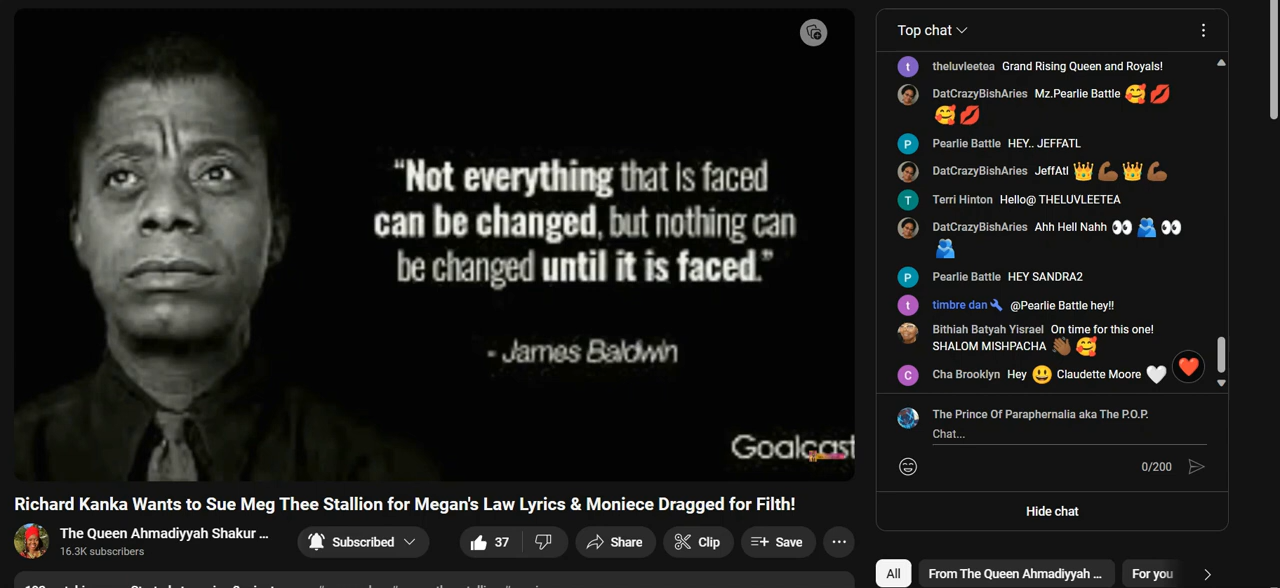 “Not everything that is faced
can be changed, but nothing can
be changed until it is faced.”
- James Baldwin
Goalcast
Richard Kanka Wants to Sue Meg Thee Stallion for Megan's Law Lyrics & Moniece Dragged for Filth!
The Queen Ahmadiyyah Shakur ...
16.3K subscribers
Subscribed
37
Share
Clip
Save
Top chat
theluvleetea Grand Rising Queen and Royals!
DatCrazyBishAries Mz.Pearlie Battle 🥰 💋
🥰 💋
Pearlie Battle HEY.. JEFFATL
DatCrazyBishAries JeffAtl 👑 💪🏾 👑 💪🏾
Terri Hinton Hello@ THELUVLEETEA
DatCrazyBishAries Ahh Hell Nahh 👀 🫂 👀
🫂
Pearlie Battle HEY SANDRA2
timbre dan @Pearlie Battle hey!!
Bithiah Batyah Yisrael On time for this one!
SHALOM MISHPACHA 👋🏾 🥰
Cha Brooklyn Hey 😃 Claudette Moore 🤍
The Prince Of Paraphernalia aka The P.O.P.
Chat...
0/200
Hide chat
All
From The Queen Ahmadiyyah ...
For you